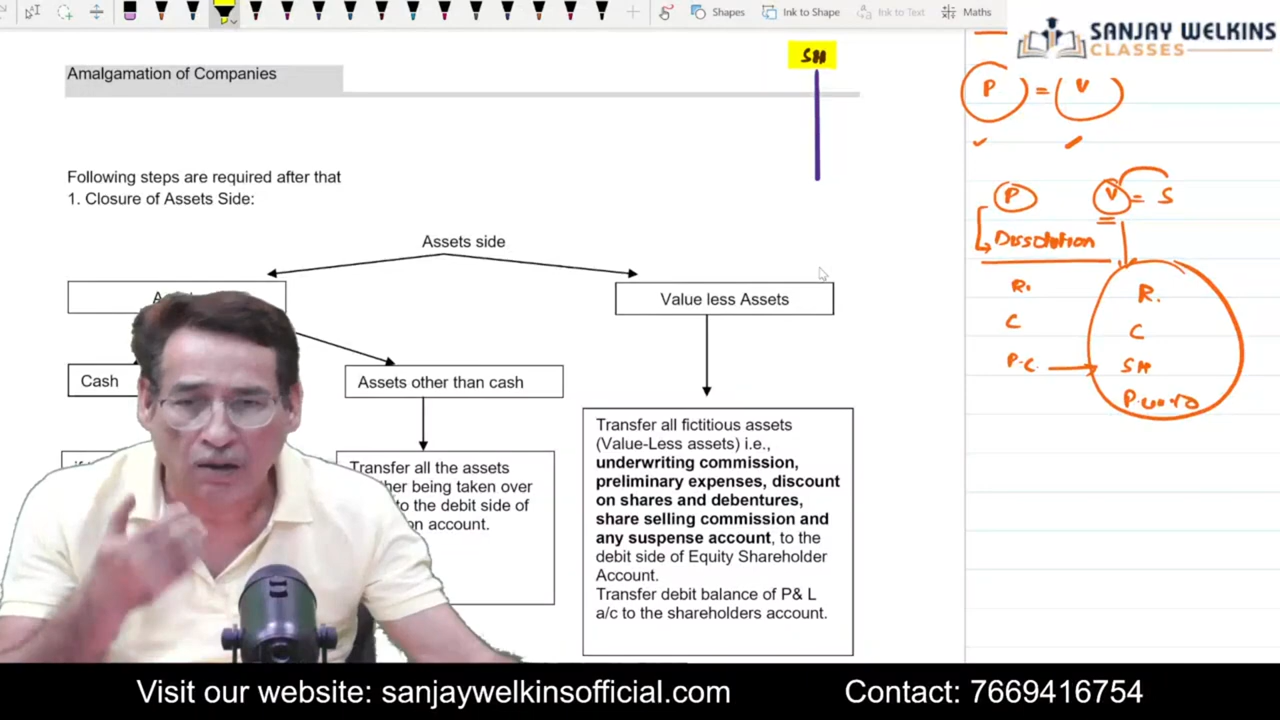 Shapes
Ink to Shape
Ink to Text
Maths
SANJAY WELKINS
CLASSES
SH
Amalgamation of Companies
P = V
Following steps are required after that
1. Closure of Assets Side:
P V = S
Dissolution
Assets side
R. R.
C C
P.C. SH
Value less Assets
Cash
Assets other than cash
Transfer all the assets
being taken over
to the debit side of
account.
Transfer all fictitious assets
(Value-Less assets) i.e.,
underwriting commission,
preliminary expenses, discount
on shares and debentures,
share selling commission and
any suspense account, to the
debit side of Equity Shareholder
Account.
Transfer debit balance of P& L
a/c to the shareholders account.
Visit our website: sanjaywelkinsofficial.com
Contact: 7669416754